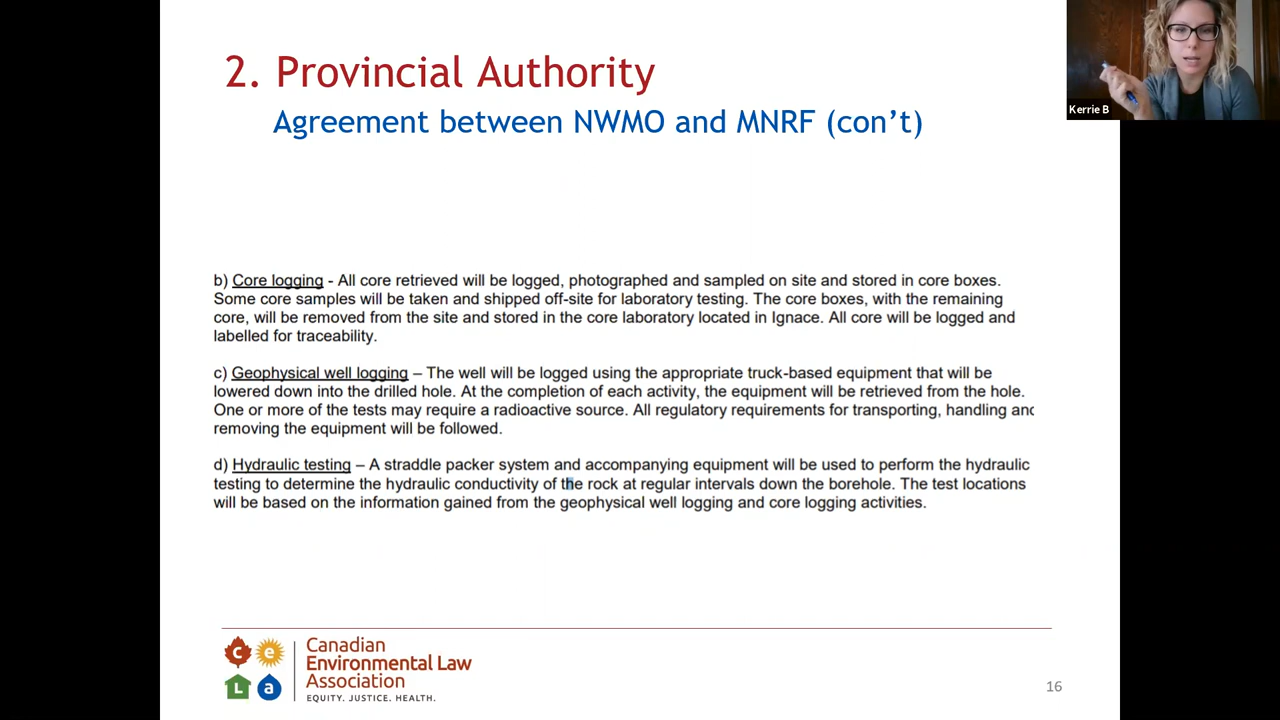 2. Provincial Authority
Agreement between NWMO and MNRF (con’t)
Kerrie B
b) Core logging - All core retrieved will be logged, photographed and sampled on site and stored in core boxes.
Some core samples will be taken and shipped off-site for laboratory testing. The core boxes, with the remaining
core, will be removed from the site and stored in the core laboratory located in Ignace. All core will be logged and
labelled for traceability.
c) Geophysical well logging – The well will be logged using the appropriate truck-based equipment that will be
lowered down into the drilled hole. At the completion of each activity, the equipment will be retrieved from the hole.
One or more of the tests may require a radioactive source. All regulatory requirements for transporting, handling and
removing the equipment will be followed.
d) Hydraulic testing – A straddle packer system and accompanying equipment will be used to perform the hydraulic
testing to determine the hydraulic conductivity of the rock at regular intervals down the borehole. The test locations
will be based on the information gained from the geophysical well logging and core logging activities.
c e L a
Canadian
Environmental Law
Association
EQUITY. JUSTICE. HEALTH.
16